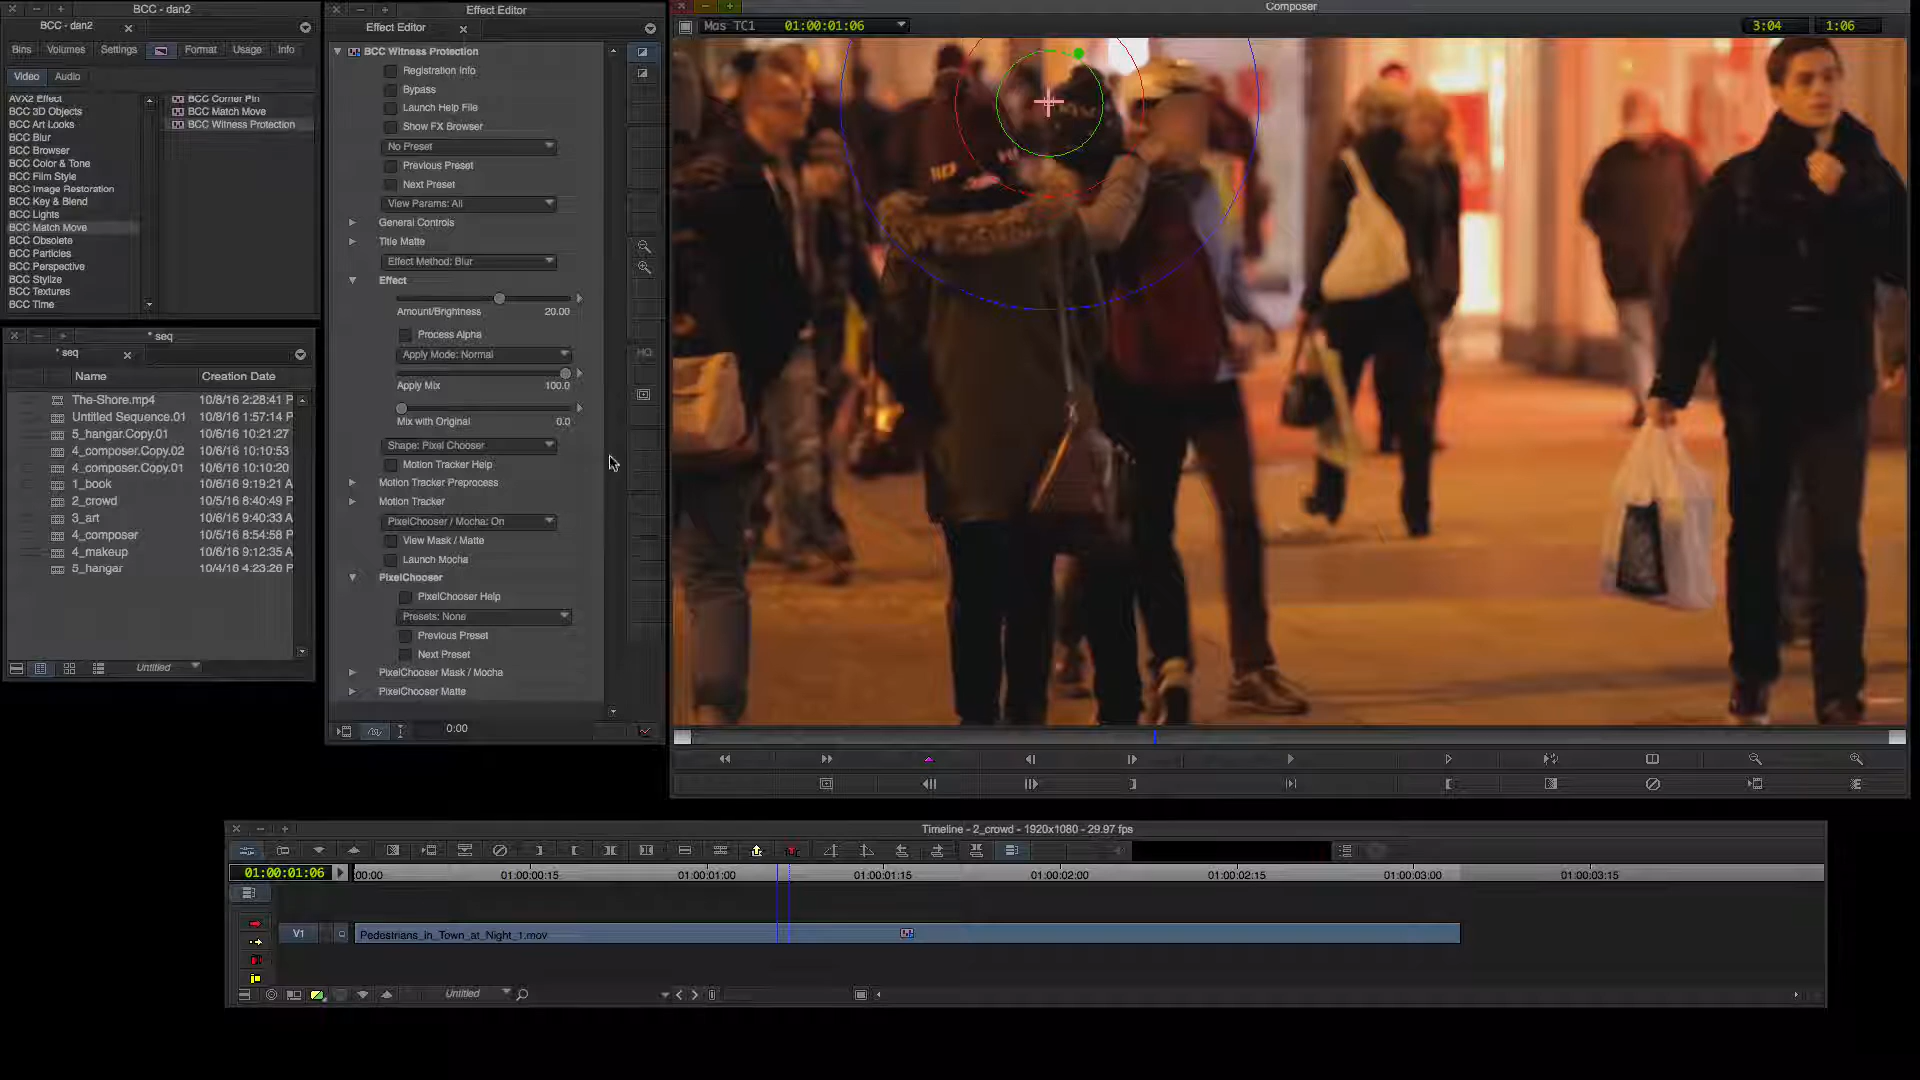 BCC - dan2
BCC - dan2
Bins Volumes Settings Format Usage Info
Video Audio
AVX2 Effect
BCC 3D Objects
BCC Art Looks
BCC Blur
BCC Browser
BCC Color & Tone
BCC Film Style
BCC Image Restoration
BCC Key & Blend
BCC Lights
BCC Match Move
BCC Obsolete
BCC Particles
BCC Perspective
BCC Stylize
BCC Textures
BCC Time
BCC Corner Pin
BCC Match Move
BCC Witness Protection
* seq
* seq
Name Creation Date
The-Shore.mp4 10/8/16 2:28:41 P
Untitled Sequence.01 10/8/16 1:57:14 P
5_hangar.Copy.01 10/6/16 10:21:27
4_composer.Copy.02 10/6/16 10:10:53
4_composer.Copy.01 10/6/16 10:10:20
1_book 10/6/16 9:19:21 A
2_crowd 10/5/16 8:40:49 P
3_art 10/6/16 9:40:33 A
4_composer 10/5/16 8:54:58 P
4_makeup 10/6/16 9:12:35 A
5_hangar 10/4/16 4:23:26 P
Untitled
Effect Editor
Effect Editor
BCC Witness Protection
Registration Info
Bypass
Launch Help File
Show FX Browser
No Preset
Previous Preset
Next Preset
View Params: All
General Controls
Title Matte
Effect Method: Blur
Effect
Amount/Brightness 20.00
Process Alpha
Apply Mode: Normal
Apply Mix 100.0
Mix with Original 0.0
Shape: Pixel Chooser
Motion Tracker Help
Motion Tracker Preprocess
Motion Tracker
PixelChooser / Mocha: On
View Mask / Matte
Launch Mocha
PixelChooser
PixelChooser Help
Presets: None
Previous Preset
Next Preset
PixelChooser Mask / Mocha
PixelChooser Matte
0:00
HQ
Composer
Mas TC1 01:00:01:06 3:04 1:06
Timeline - 2_crowd - 1920x1080 - 29.97 fps
01:00:01:06 :00:00 01:00:00:15 01:00:01:00 01:00:01:15 01:00:02:00 01:00:02:15 01:00:03:00 01:00:03:15
V1 Pedestrians_in_Town_at_Night_1.mov
Untitled